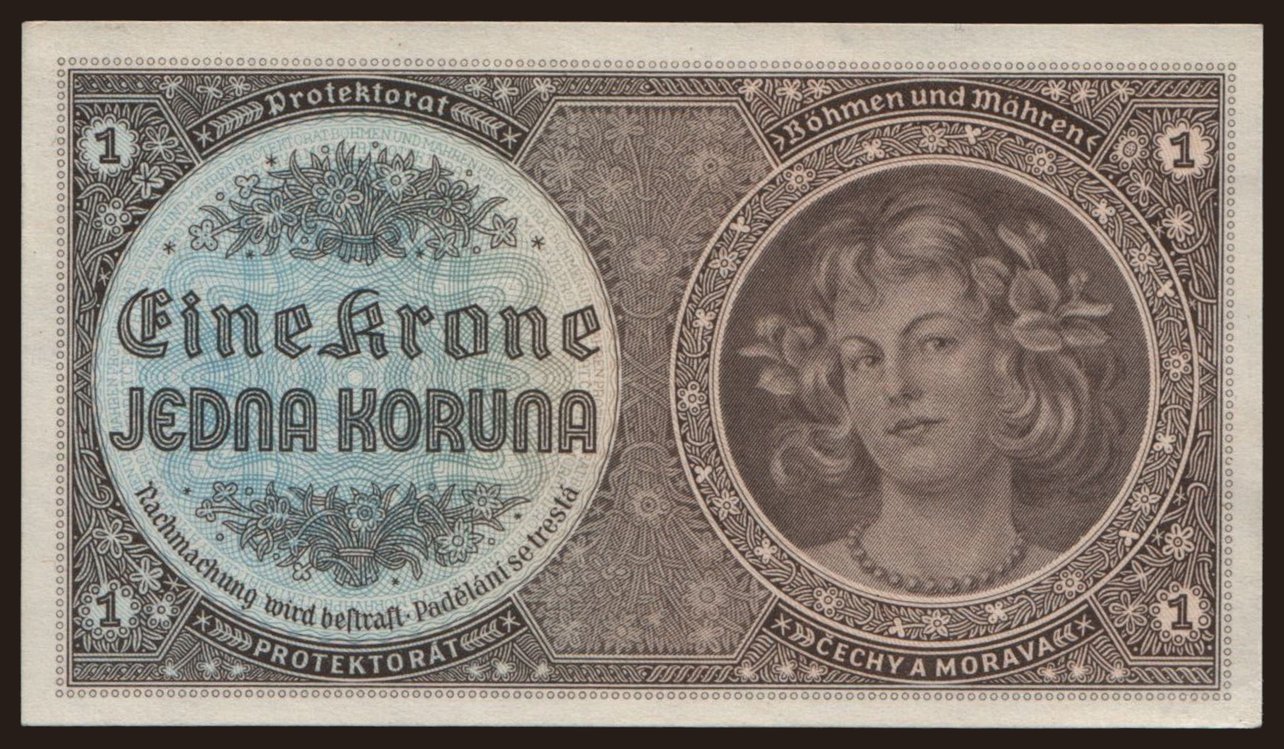 Protektorat
Böhmen und Mähren
1
1
Eine Krone
JEDNA KORUNA
Nachmachung wird bestraft · Padělání se trestá
1
1
PROTEKTORÁT
ČECHY A MORAVA